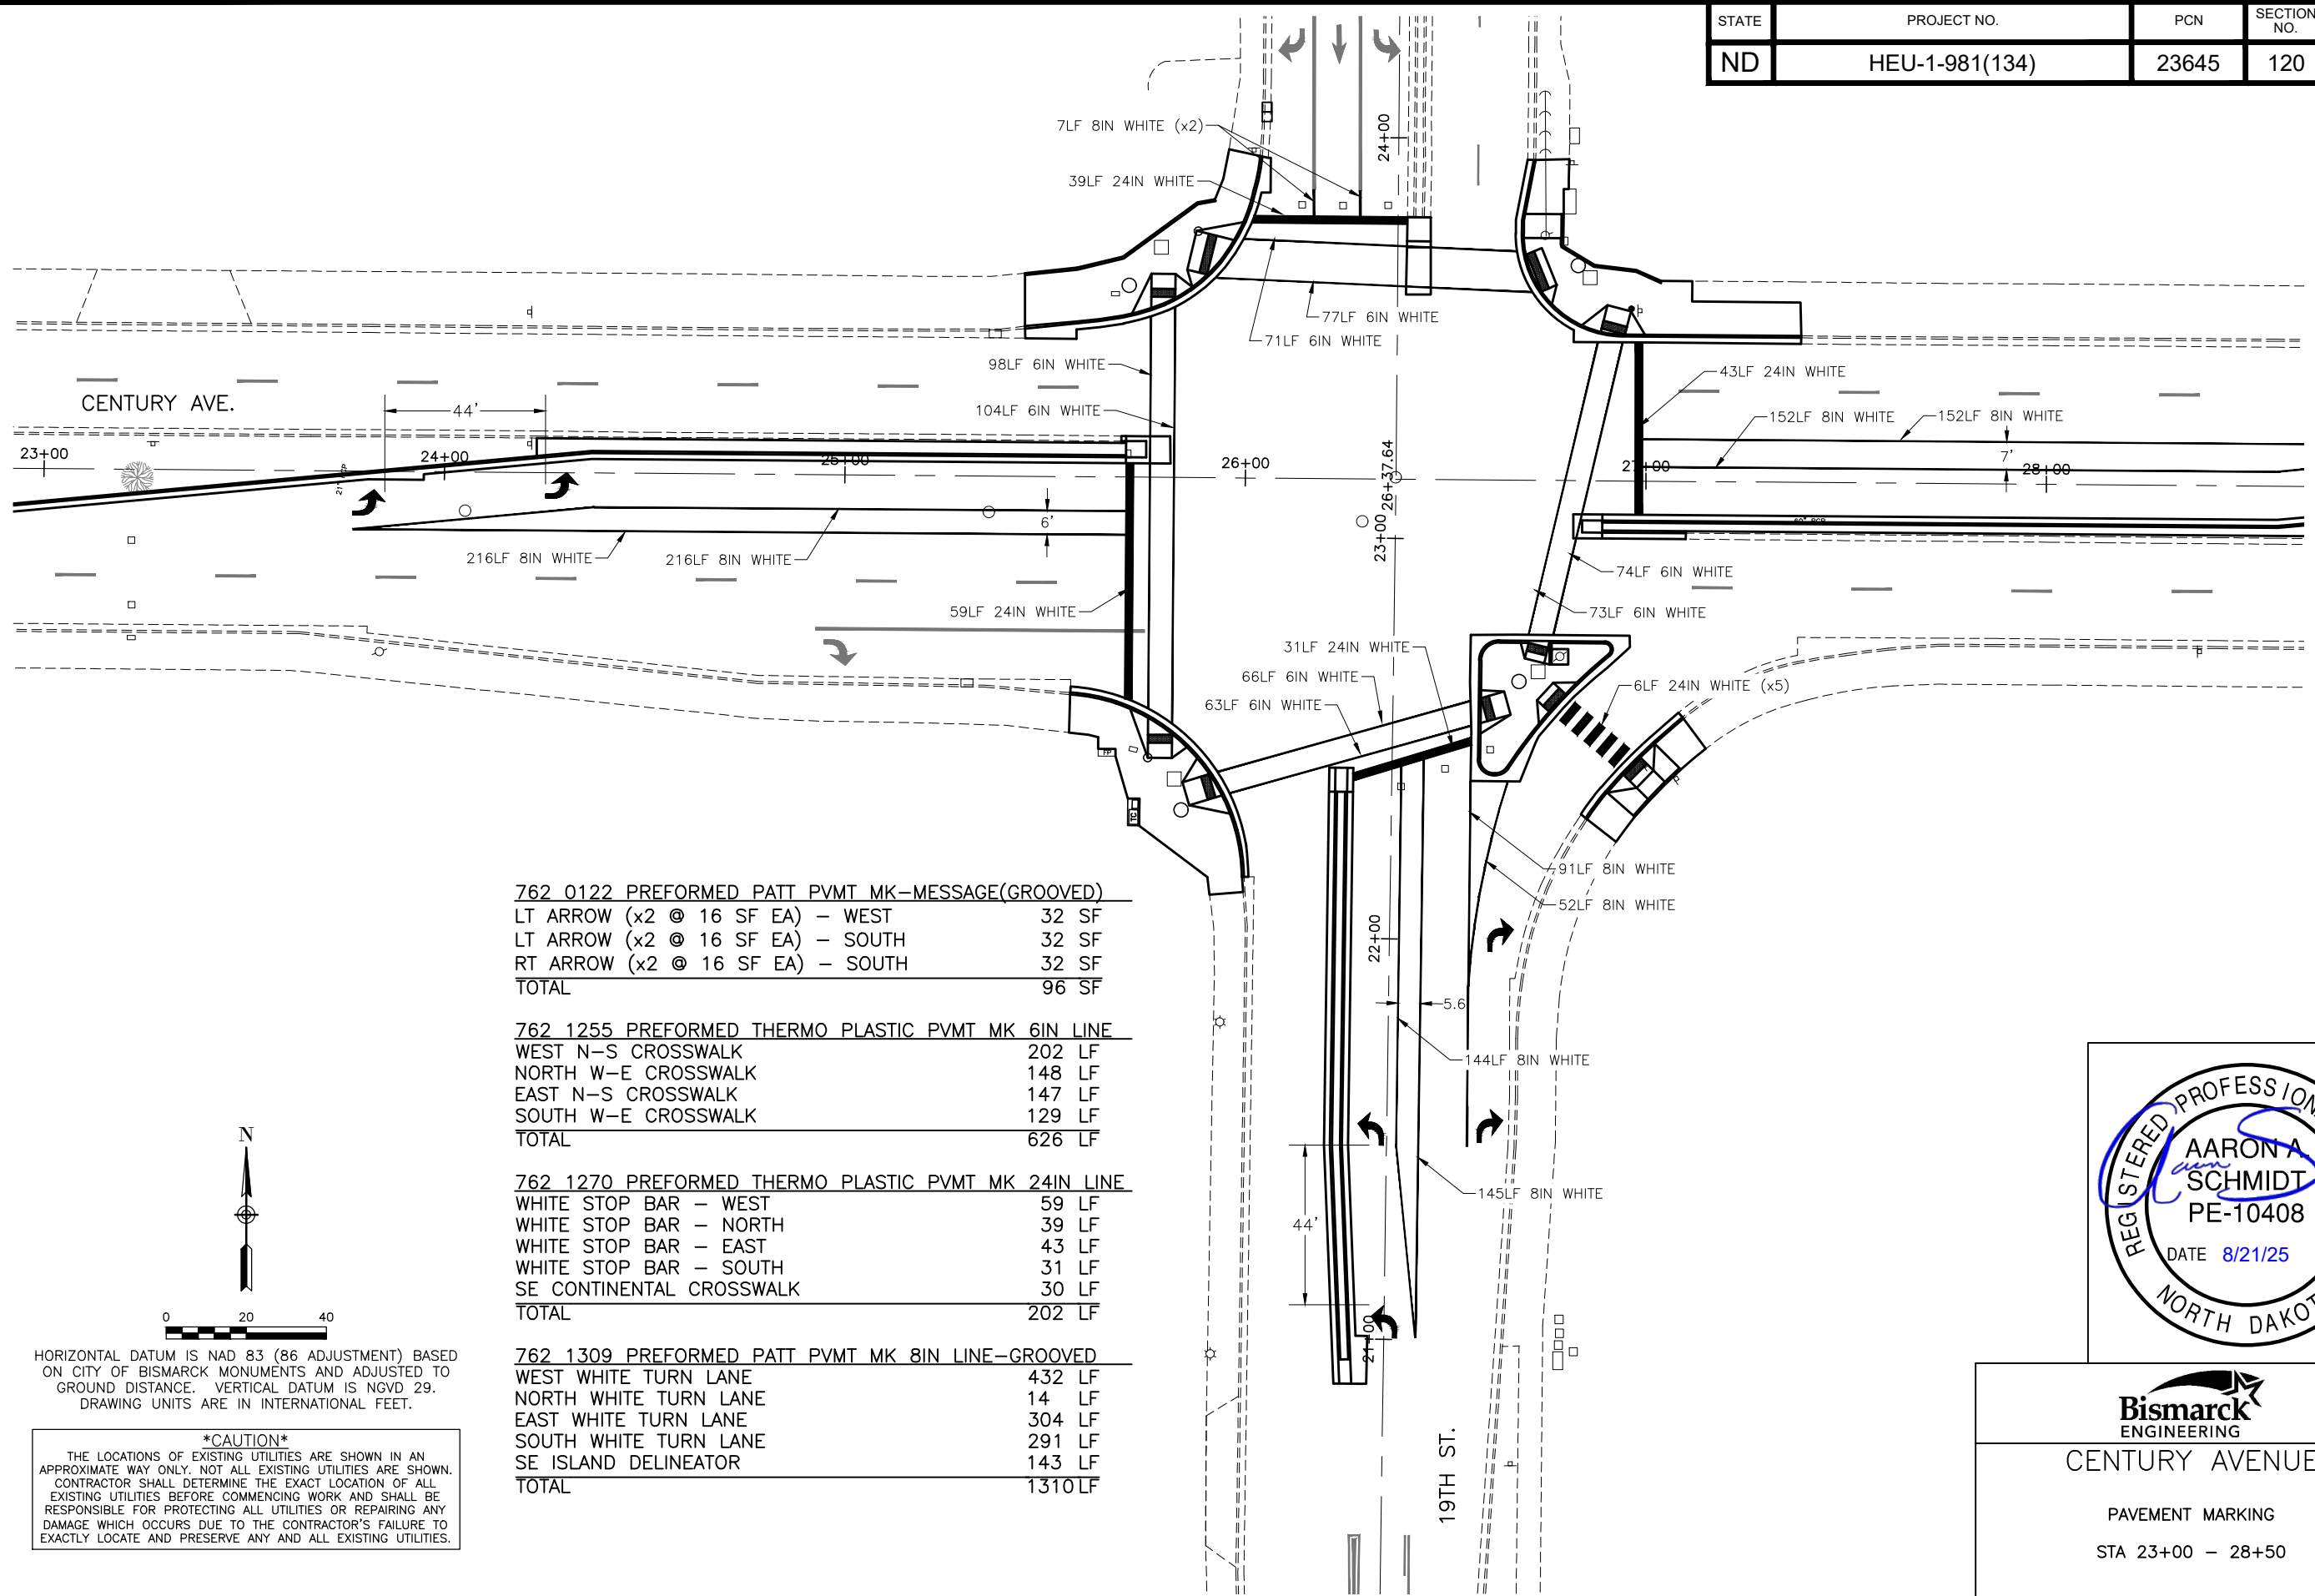 STATE PROJECT NO. PCN SECTION NO.
ND HEU-1-981(134) 23645 120
7LF 8IN WHITE (x2)
39LF 24IN WHITE
24+00
77LF 6IN WHITE
71LF 6IN WHITE
98LF 6IN WHITE
104LF 6IN WHITE
43LF 24IN WHITE
152LF 8IN WHITE
152LF 8IN WHITE
CENTURY AVE.
44'
23+00
24+00
25+00
26+00
26+37.64
27+00
28+00
7'
6'
23+00
216LF 8IN WHITE
216LF 8IN WHITE
59LF 24IN WHITE
74LF 6IN WHITE
73LF 6IN WHITE
31LF 24IN WHITE
66LF 6IN WHITE
63LF 6IN WHITE
6LF 24IN WHITE (x5)
FP
TC
91LF 8IN WHITE
52LF 8IN WHITE
22+00
5.6
144LF 8IN WHITE
145LF 8IN WHITE
44'
21+00
19TH ST.
762 0122 PREFORMED PATT PVMT MK-MESSAGE(GROOVED)
LT ARROW (x2 @ 16 SF EA) - WEST 32 SF
LT ARROW (x2 @ 16 SF EA) - SOUTH 32 SF
RT ARROW (x2 @ 16 SF EA) - SOUTH 32 SF
TOTAL 96 SF
762 1255 PREFORMED THERMO PLASTIC PVMT MK 6IN LINE
WEST N-S CROSSWALK 202 LF
NORTH W-E CROSSWALK 148 LF
EAST N-S CROSSWALK 147 LF
SOUTH W-E CROSSWALK 129 LF
TOTAL 626 LF
762 1270 PREFORMED THERMO PLASTIC PVMT MK 24IN LINE
WHITE STOP BAR - WEST 59 LF
WHITE STOP BAR - NORTH 39 LF
WHITE STOP BAR - EAST 43 LF
WHITE STOP BAR - SOUTH 31 LF
SE CONTINENTAL CROSSWALK 30 LF
TOTAL 202 LF
762 1309 PREFORMED PATT PVMT MK 8IN LINE-GROOVED
WEST WHITE TURN LANE 432 LF
NORTH WHITE TURN LANE 14 LF
EAST WHITE TURN LANE 304 LF
SOUTH WHITE TURN LANE 291 LF
SE ISLAND DELINEATOR 143 LF
TOTAL 1310 LF
N
0 20 40
HORIZONTAL DATUM IS NAD 83 (86 ADJUSTMENT) BASED
ON CITY OF BISMARCK MONUMENTS AND ADJUSTED TO
GROUND DISTANCE. VERTICAL DATUM IS NGVD 29.
DRAWING UNITS ARE IN INTERNATIONAL FEET.
*CAUTION*
THE LOCATIONS OF EXISTING UTILITIES ARE SHOWN IN AN
APPROXIMATE WAY ONLY. NOT ALL EXISTING UTILITIES ARE SHOWN.
CONTRACTOR SHALL DETERMINE THE EXACT LOCATION OF ALL
EXISTING UTILITIES BEFORE COMMENCING WORK AND SHALL BE
RESPONSIBLE FOR PROTECTING ALL UTILITIES OR REPAIRING ANY
DAMAGE WHICH OCCURS DUE TO THE CONTRACTOR'S FAILURE TO
EXACTLY LOCATE AND PRESERVE ANY AND ALL EXISTING UTILITIES.
REGISTERED PROFESSION
AARON A.
SCHMIDT
PE-10408
DATE 8/21/25
NORTH DAKOT
Bismarck
ENGINEERING
CENTURY AVENUE
PAVEMENT MARKING
STA 23+00 - 28+50